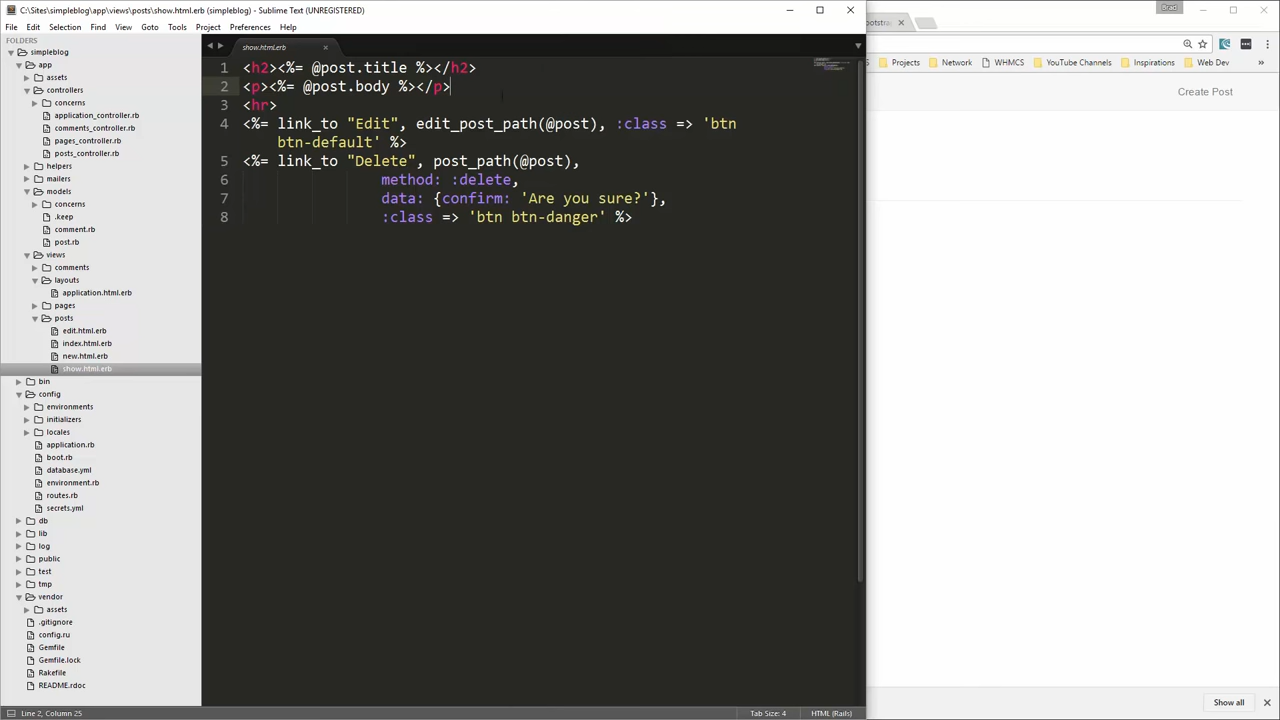 C:\Sites\simpleblog\app\views\posts\show.html.erb (simpleblog) - Sublime Text (UNREGISTERED)
Brad
File Edit Selection Find View Goto Tools Project Preferences Help
FOLDERS
simpleblog
app
assets
controllers
concerns
application_controller.rb
comments_controller.rb
pages_controller.rb
posts_controller.rb
helpers
mailers
models
concerns
.keep
comment.rb
post.rb
views
comments
layouts
application.html.erb
pages
posts
edit.html.erb
index.html.erb
new.html.erb
show.html.erb
bin
config
environments
initializers
locales
application.rb
boot.rb
database.yml
environment.rb
routes.rb
secrets.yml
db
lib
log
public
test
tmp
vendor
assets
.gitignore
config.ru
Gemfile
Gemfile.lock
Rakefile
README.rdoc
show.html.erb
1 <h2><%= @post.title %></h2>
2 <p><%= @post.body %></p>
3 <hr>
4 <%= link_to "Edit", edit_post_path(@post), :class => 'btn
btn-default' %>
5 <%= link_to "Delete", post_path(@post),
6 method: :delete,
7 data: {confirm: 'Are you sure?'},
8 :class => 'btn btn-danger' %>
Projects Network WHMCS YouTube Channels Inspirations Web Dev
Create Post
Show all
Line 2, Column 25
Tab Size: 4
HTML (Rails)